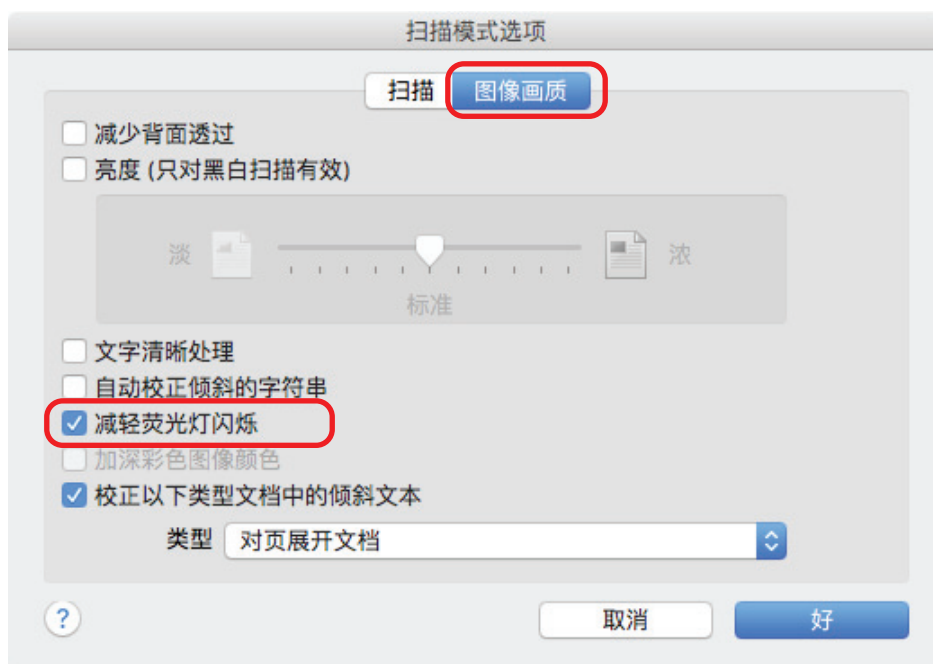 扫描模式选项
扫描 图像画质
减少背面透过
亮度 (只对黑白扫描有效)
淡 浓
标准
文字清晰处理
自动校正倾斜的字符串
减轻荧光灯闪烁
加深彩色图像颜色
校正以下类型文档中的倾斜文本
类型 对页展开文档
? 取消 好